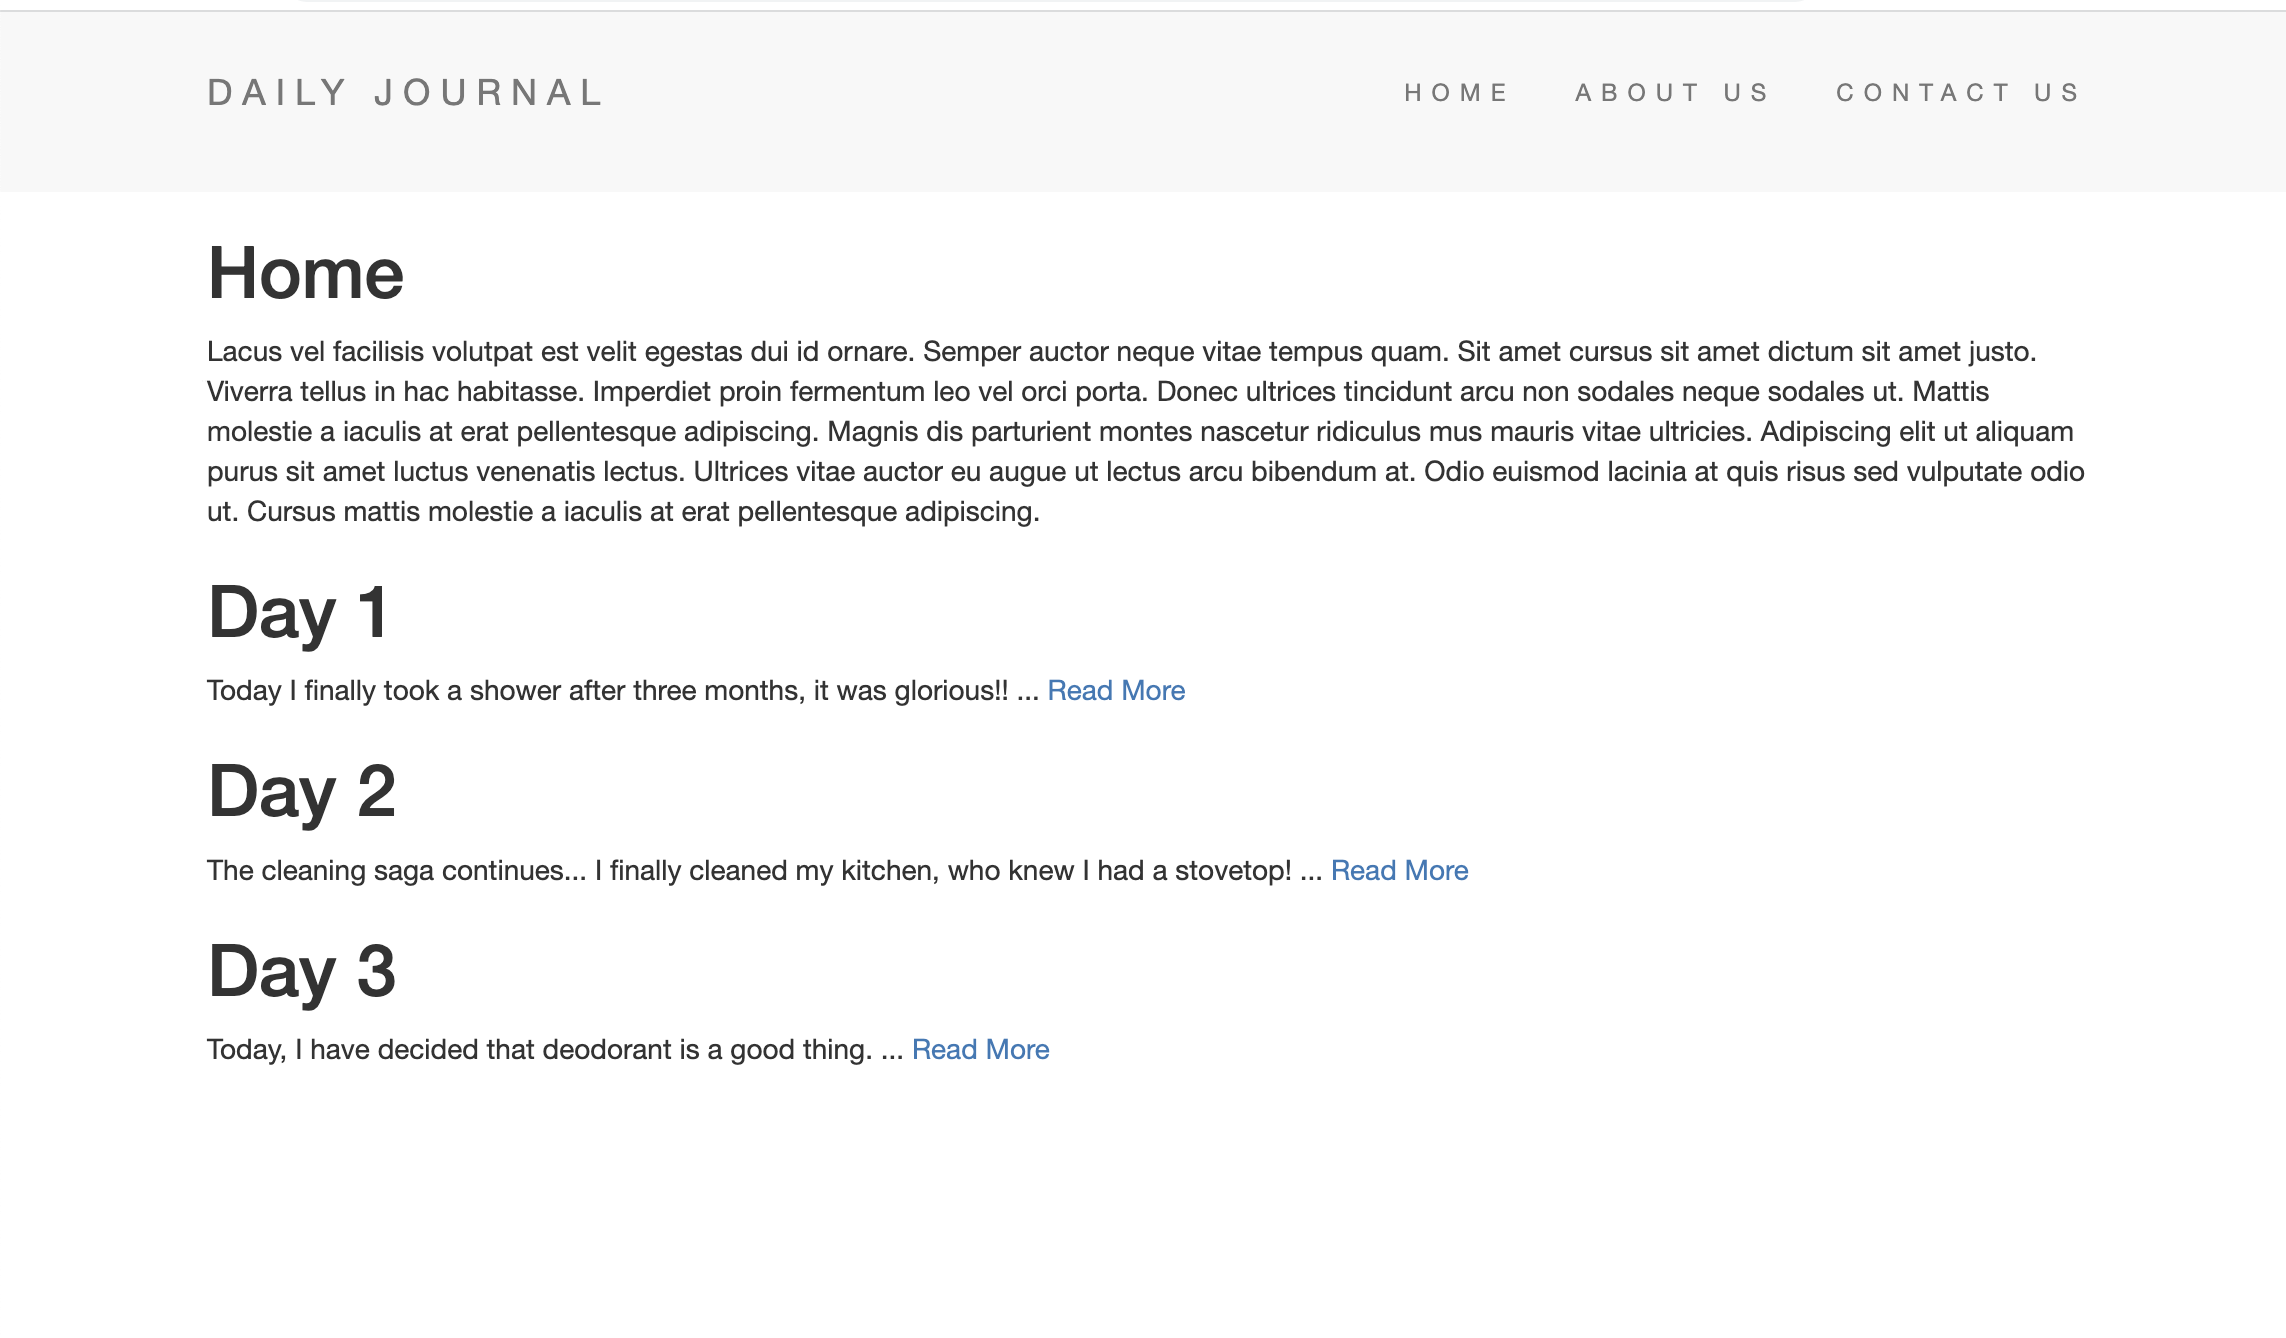 DAILY JOURNAL
HOME ABOUT US CONTACT US
Home
Lacus vel facilisis volutpat est velit egestas dui id ornare. Semper auctor neque vitae tempus quam. Sit amet cursus sit amet dictum sit amet justo.
Viverra tellus in hac habitasse. Imperdiet proin fermentum leo vel orci porta. Donec ultrices tincidunt arcu non sodales neque sodales ut. Mattis
molestie a iaculis at erat pellentesque adipiscing. Magnis dis parturient montes nascetur ridiculus mus mauris vitae ultricies. Adipiscing elit ut aliquam
purus sit amet luctus venenatis lectus. Ultrices vitae auctor eu augue ut lectus arcu bibendum at. Odio euismod lacinia at quis risus sed vulputate odio
ut. Cursus mattis molestie a iaculis at erat pellentesque adipiscing.
Day 1
Today I finally took a shower after three months, it was glorious!! ... Read More
Day 2
The cleaning saga continues... I finally cleaned my kitchen, who knew I had a stovetop! ... Read More
Day 3
Today, I have decided that deodorant is a good thing. ... Read More